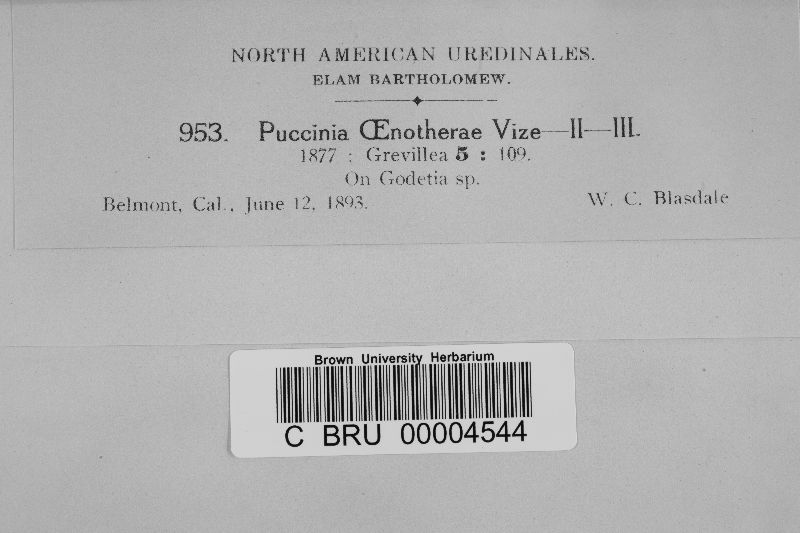 NORTH AMERICAN UREDINALES.
ELAM BARTHOLOMEW.
953. Puccinia Œnotherae Vize—II—III.
1877 : Grevillea 5 : 109.
On Godetia sp.
Belmont, Cal., June 12, 1893. W. C. Blasdale
Brown University Herbarium
C BRU 00004544